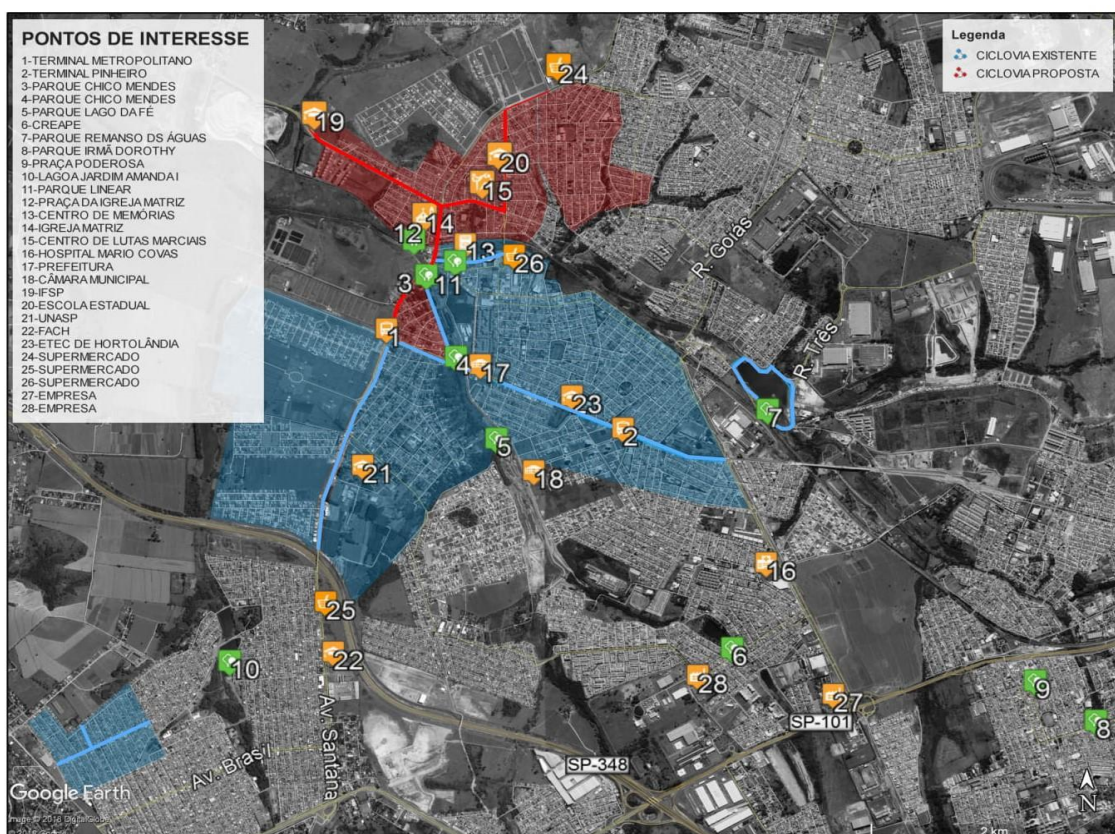 PONTOS DE INTERESSE
1-TERMINAL METROPOLITANO
2-TERMINAL PINHEIRO
3-PARQUE CHICO MENDES
4-PARQUE CHICO MENDES
5-PARQUE LAGO DA FÉ
6-CREAPE
7-PARQUE REMANSO DS ÁGUAS
8-PARQUE IRMÃ DOROTHY
9-PRAÇA PODEROSA
10-LAGOA JARDIM AMANDA I
11-PARQUE LINEAR
12-PRAÇA DA IGREJA MATRIZ
13-CENTRO DE MEMÓRIAS
14-IGREJA MATRIZ
15-CENTRO DE LUTAS MARCIAIS
16-HOSPITAL MARIO COVAS
17-PREFEITURA
18-CÂMARA MUNICIPAL
19-IFSP
20-ESCOLA ESTADUAL
21-UNASP
22-FACH
23-ETEC DE HORTOLÂNDIA
24-SUPERMERCADO
25-SUPERMERCADO
26-SUPERMERCADO
27-EMPRESA
28-EMPRESA
Legenda
CICLOVIA EXISTENTE
CICLOVIA PROPOSTA
24
19
20
15
14
12
13
26
R. Goias
3
11
1
R. Três
4
17
23
7
2
5
18
21
16
25
22
10
6
28
27
9
8
SP-101
SP-348
Av. Santana
Av. Brasil
Google Earth
Image © 2018 DigitalGlobe
© 2018 Google
N
2 km